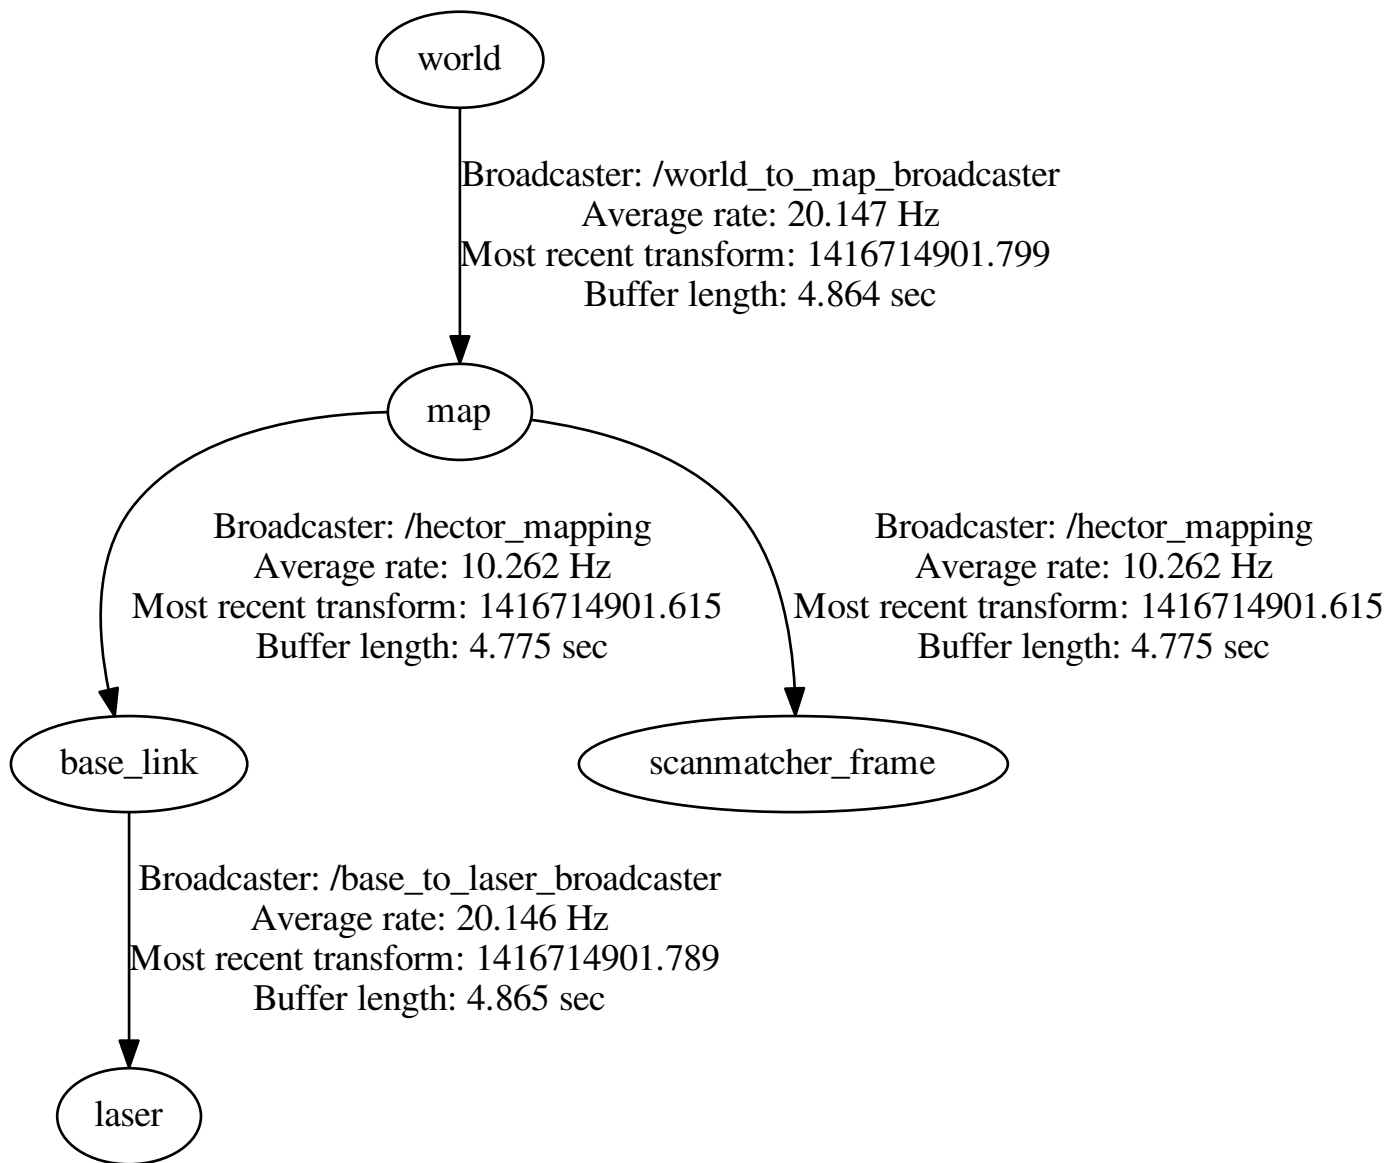 world
Broadcaster: /world_to_map_broadcaster
Average rate: 20.147 Hz
Most recent transform: 1416714901.799
Buffer length: 4.864 sec
map
Broadcaster: /hector_mapping
Average rate: 10.262 Hz
Most recent transform: 1416714901.615
Buffer length: 4.775 sec
Broadcaster: /hector_mapping
Average rate: 10.262 Hz
Most recent transform: 1416714901.615
Buffer length: 4.775 sec
base_link
scanmatcher_frame
Broadcaster: /base_to_laser_broadcaster
Average rate: 20.146 Hz
Most recent transform: 1416714901.789
Buffer length: 4.865 sec
laser